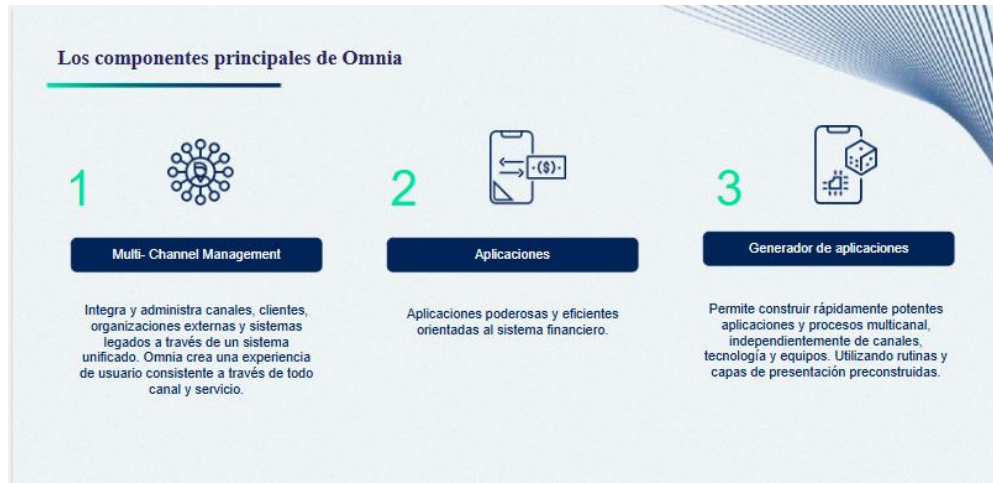 Los componentes principales de Omnia
1
·($)·
2
3
Multi- Channel Management
Aplicaciones
Generador de aplicaciones
Integra y administra canales, clientes,
organizaciones externas y sistemas
legados a través de un sistema
unificado. Omnia crea una experiencia
de usuario consistente a través de todo
canal y servicio.
Aplicaciones poderosas y eficientes
orientadas al sistema financiero.
Permite construir rápidamente potentes
aplicaciones y procesos multicanal,
independientemente de canales,
tecnología y equipos. Utilizando rutinas y
capas de presentación preconstruidas.